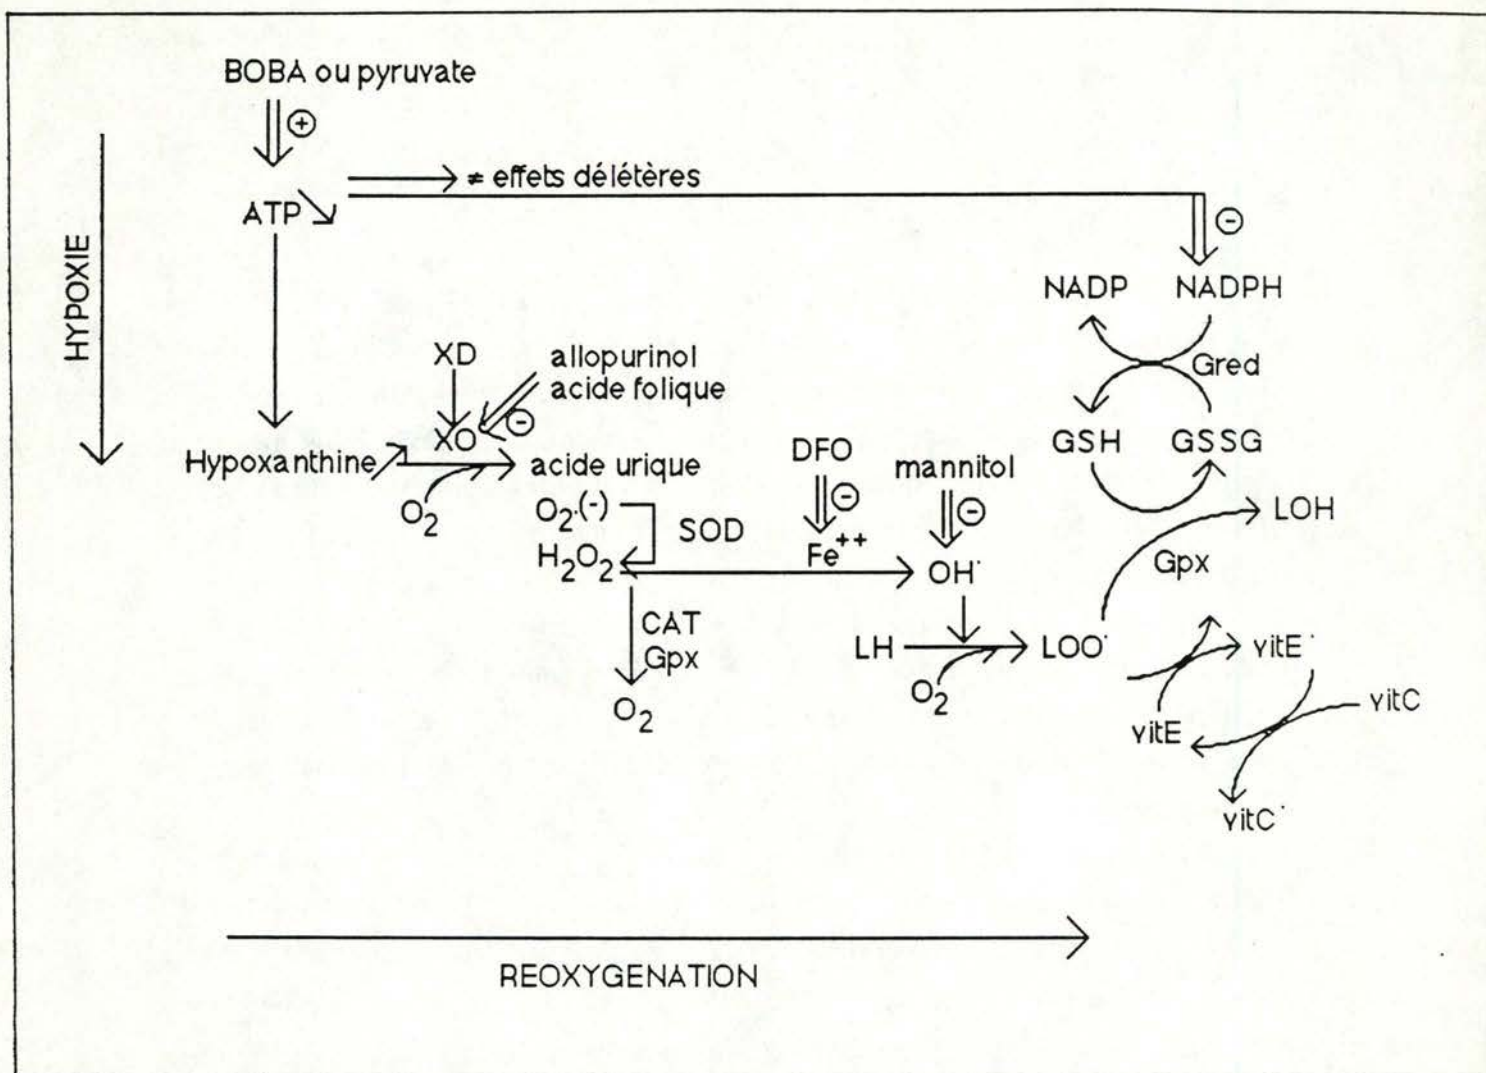 BOBA ou pyruvate
+
≠ effets délétères
ATP
-
HYPOXIE
NADP NADPH
Gred
XD
allopurinol
acide folique
-
XO
GSH GSSG
DFO
mannitol
Hypoxanthine
acide urique
-
-
O2
O2.(-)
SOD
LOH
H2O2
Fe++
OH·
Gpx
CAT
Gpx
LH
LOO·
vitE·
O2
O2
vitE
vitC
vitC·
REOXYGENATION